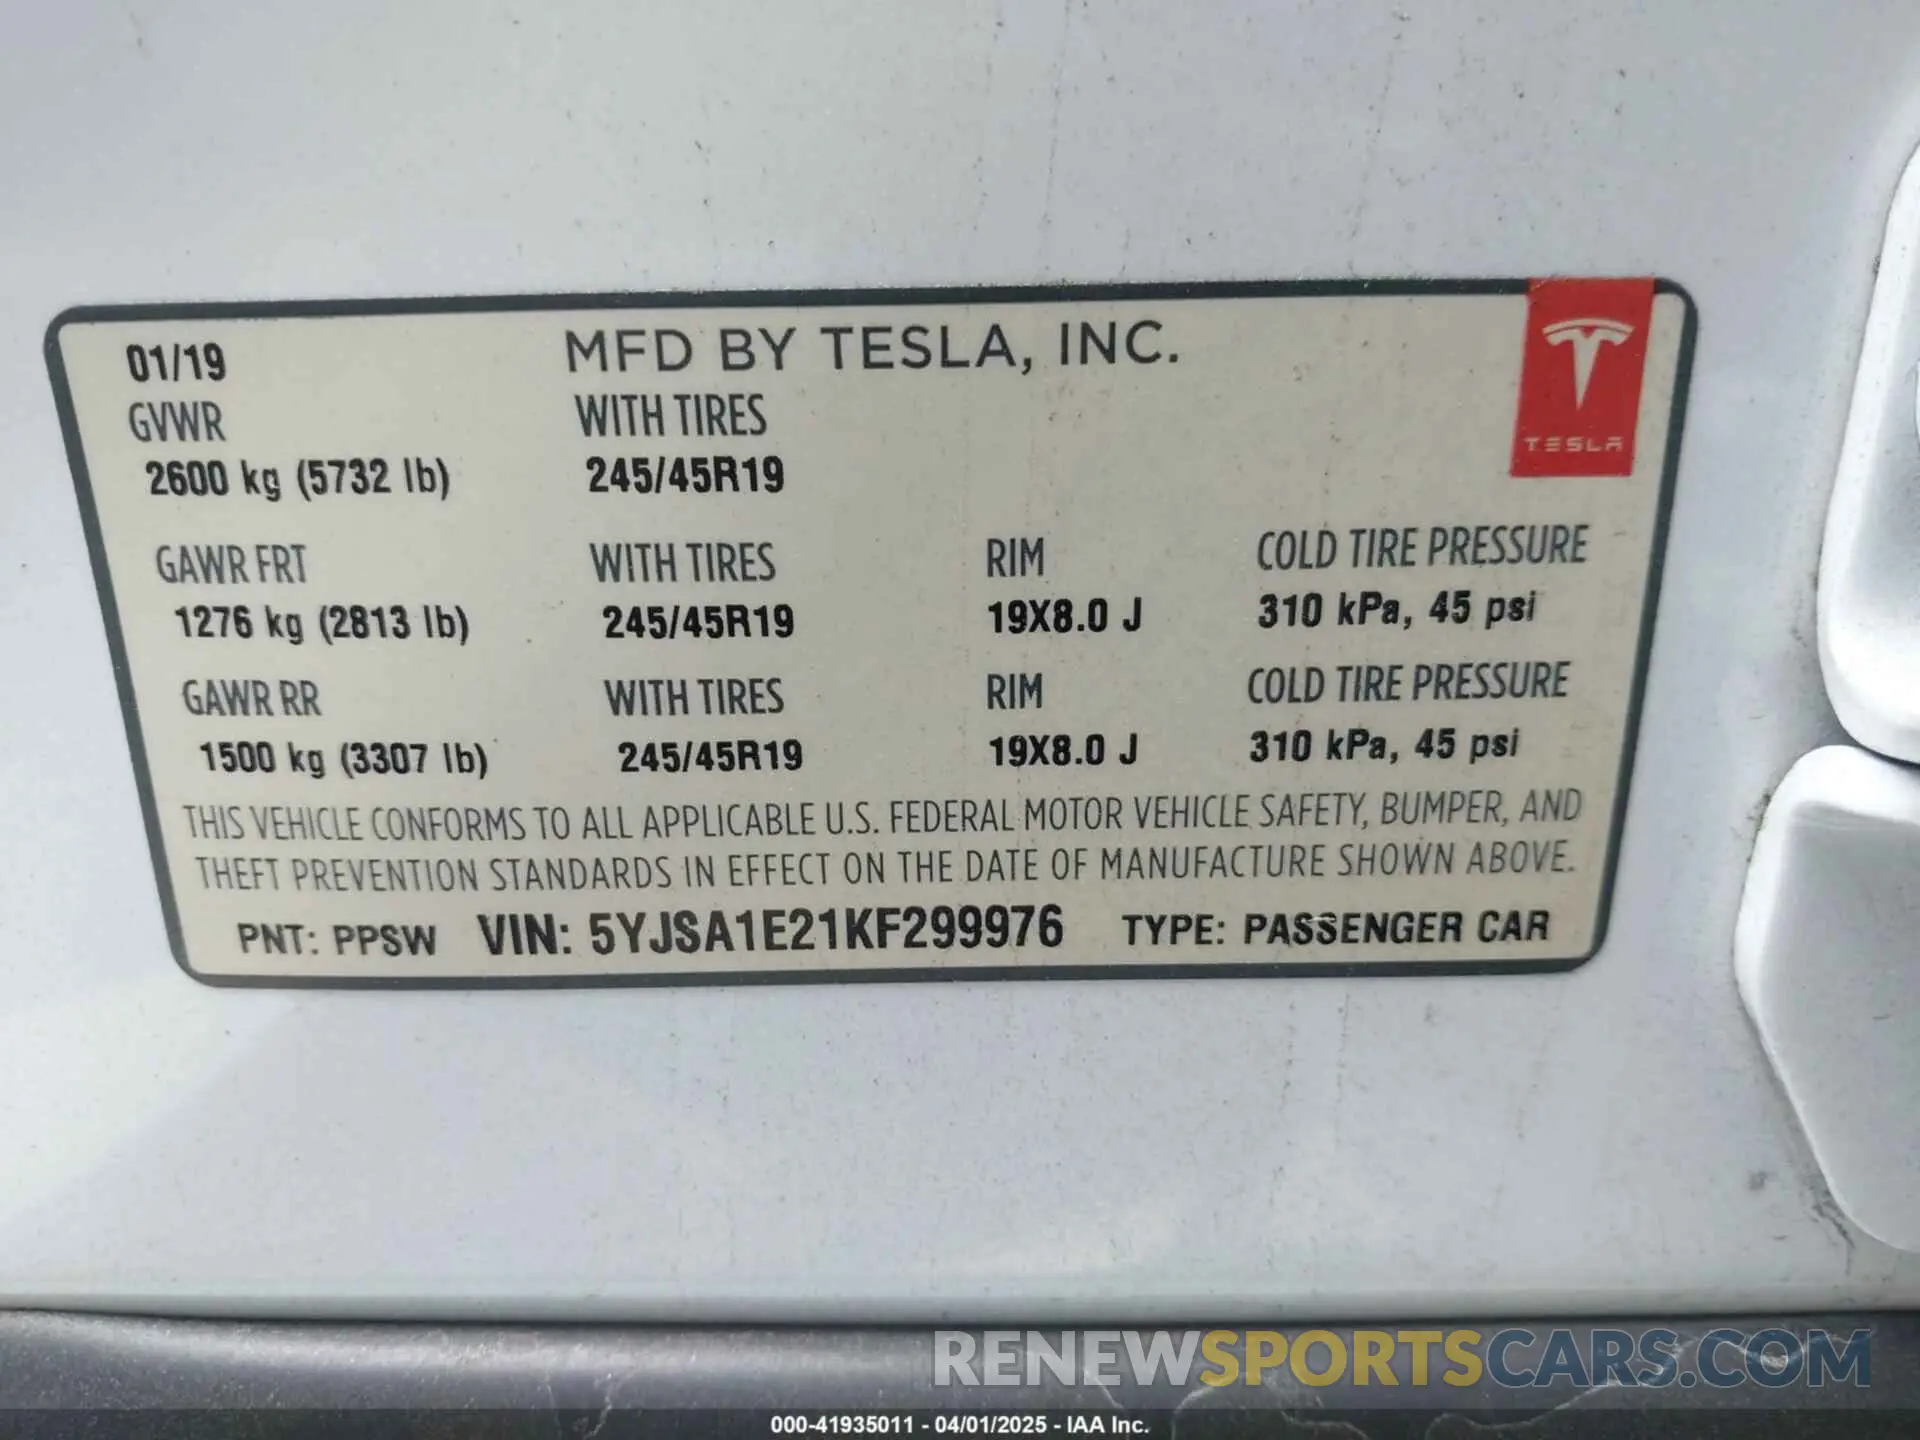 01/19 MFD BY TESLA, INC.
GVWR WITH TIRES
2600 kg (5732 lb) 245/45R19
TESLA
GAWR FRT WITH TIRES RIM COLD TIRE PRESSURE
1276 kg (2813 lb) 245/45R19 19X8.0 J 310 kPa, 45 psi
GAWR RR WITH TIRES RIM COLD TIRE PRESSURE
1500 kg (3307 lb) 245/45R19 19X8.0 J 310 kPa, 45 psi
THIS VEHICLE CONFORMS TO ALL APPLICABLE U.S. FEDERAL MOTOR VEHICLE SAFETY, BUMPER, AND
THEFT PREVENTION STANDARDS IN EFFECT ON THE DATE OF MANUFACTURE SHOWN ABOVE.
PNT: PPSW VIN: 5YJSA1E21KF299976 TYPE: PASSENGER CAR
RENEWSPORTSCARS.COM
000-41935011 - 04/01/2025 - IAA Inc.